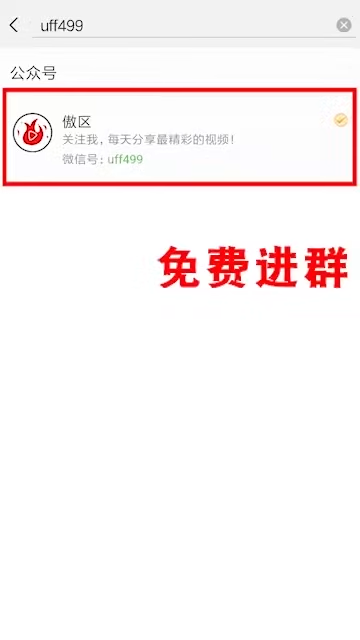 uff499
公众号
傲区
关注我,每天分享最精彩的视频!
微信号: uff499
免费进群